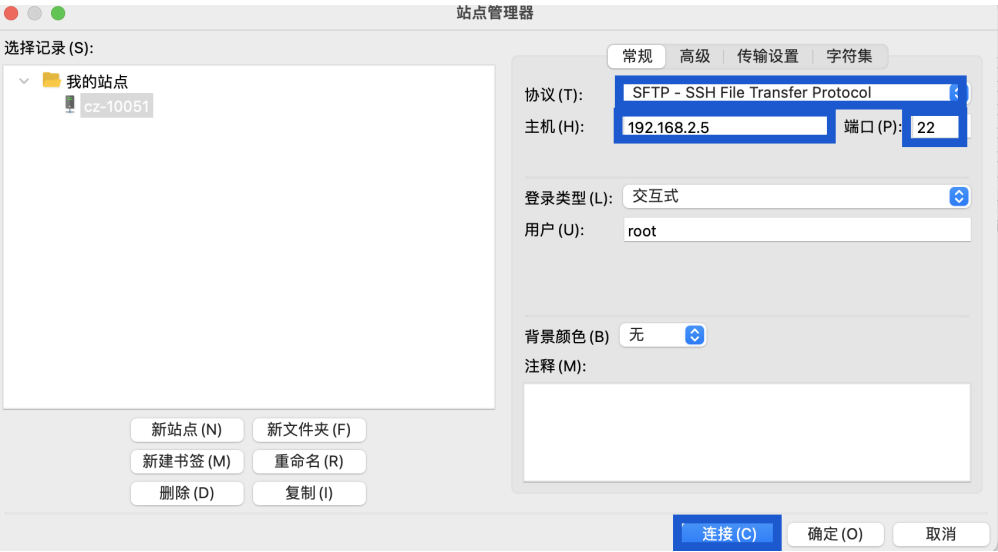 站点管理器
选择记录(S):
我的站点
cz-10051
新站点(N) 新文件夹(F)
新建书签(M) 重命名(R)
删除(D) 复制(I)
常规 高级 传输设置 字符集
协议(T): SFTP - SSH File Transfer Protocol
主机(H): 192.168.2.5 端口(P): 22
登录类型(L): 交互式
用户(U): root
背景颜色(B) 无
注释(M):
连接(C) 确定(O) 取消